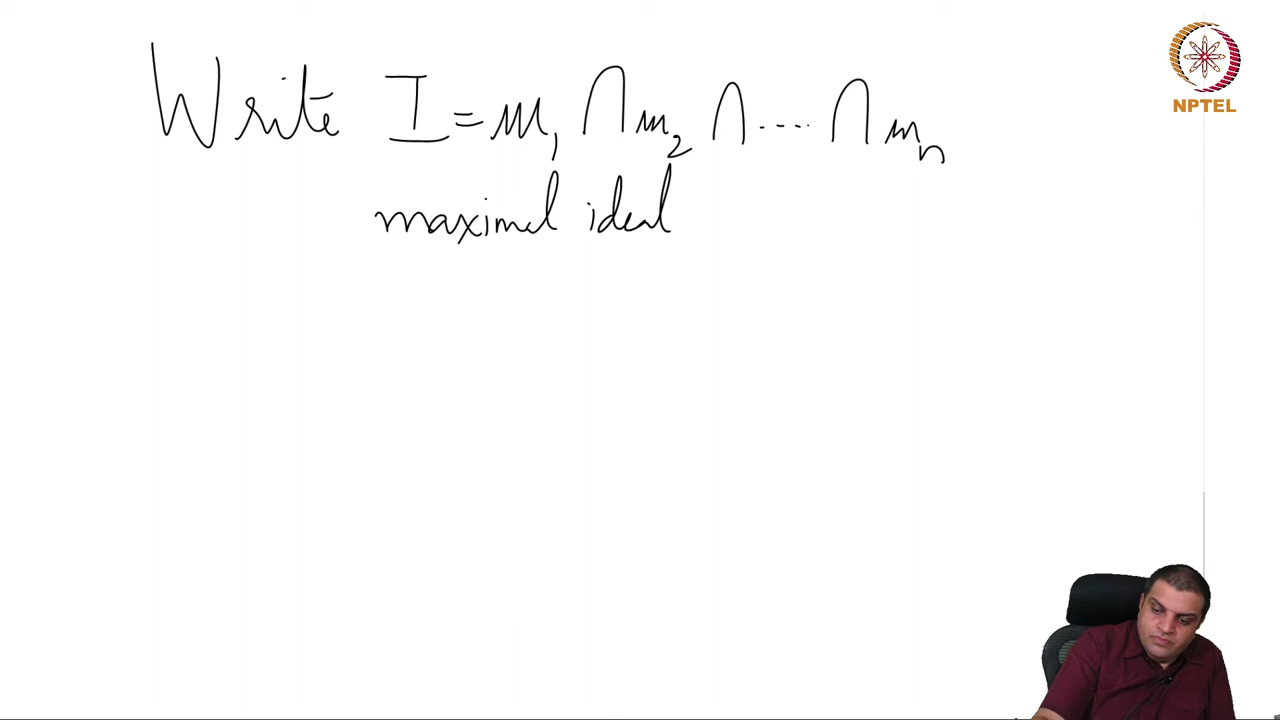 Write I = m₁ ∩ m₂ ∩ .... ∩ mₙ
maximal ideal
NPTEL